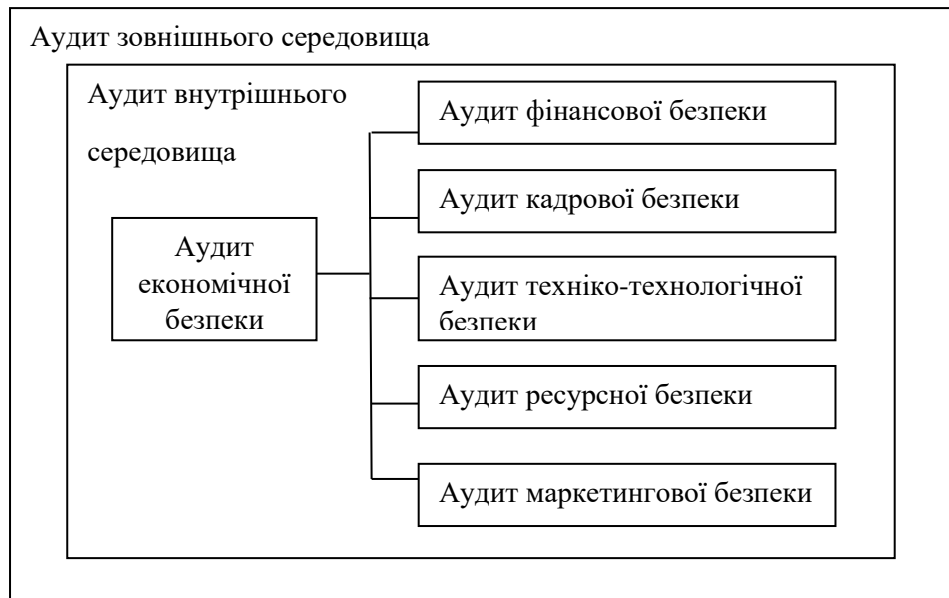 Аудит зовнішнього середовища
Аудит внутрішнього
середовища
Аудит
економічної
безпеки
Аудит фінансової безпеки
Аудит кадрової безпеки
Аудит техніко-технологічної
безпеки
Аудит ресурсної безпеки
Аудит маркетингової безпеки